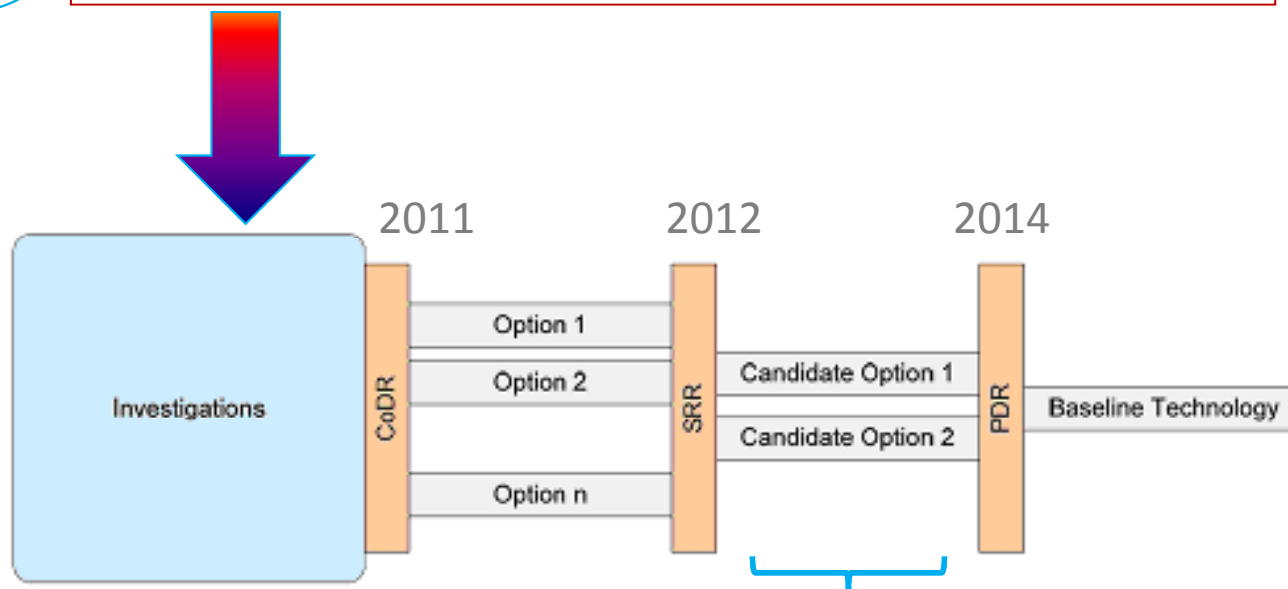 2011
2012
2014
Investigations
CoDR
Option 1
Option 2
Option n
SRR
Candidate Option 1
Candidate Option 2
PDR
Baseline Technology